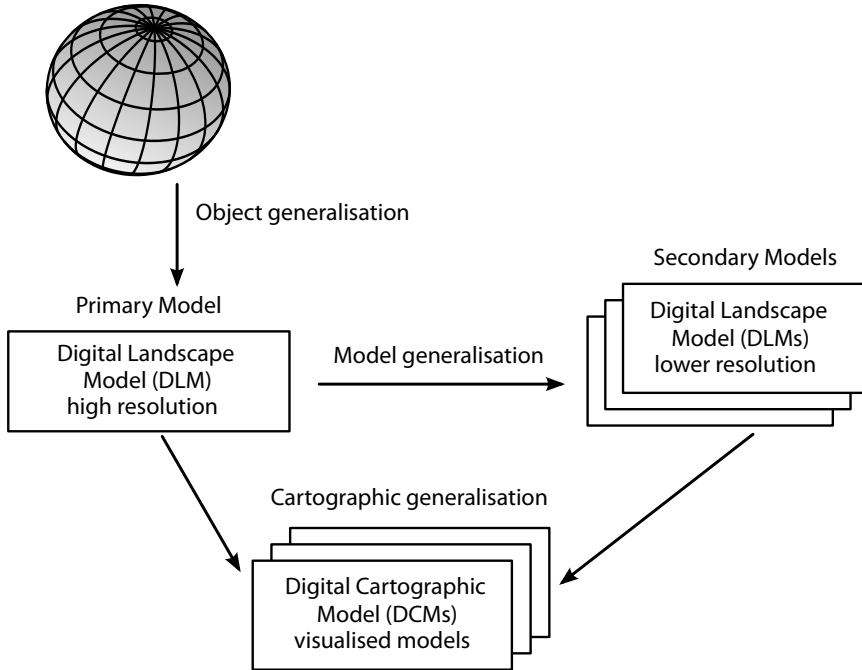 Object generalisation
Secondary Models
Primary Model
Digital Landscape
Model (DLMs)
lower resolution
Digital Landscape
Model (DLM)
high resolution
Model generalisation
Cartographic generalisation
Digital Cartographic
Model (DCMs)
visualised models